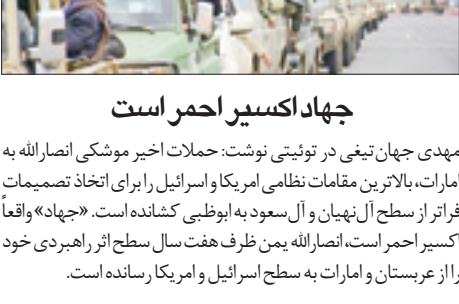 جهاد اکسیر احمر است
مهدی جهان تیغی در توئیتی نوشت: حملات اخیر موشکی انصارالله به
امارات، بالاترین مقامات نظامی امریکا و اسرائیل را برای اتخاذ تصمیمات
فراتر از سطح آل‌نهیان و آل‌سعود به ابوظبی کشانده است. «جهاد» واقعاً
اکسیر احمر است، انصارالله یمن ظرف هفت سال سطح اثر راهبردی خود
را از عربستان و امارات به سطح اسرائیل و امریکا رسانده است.